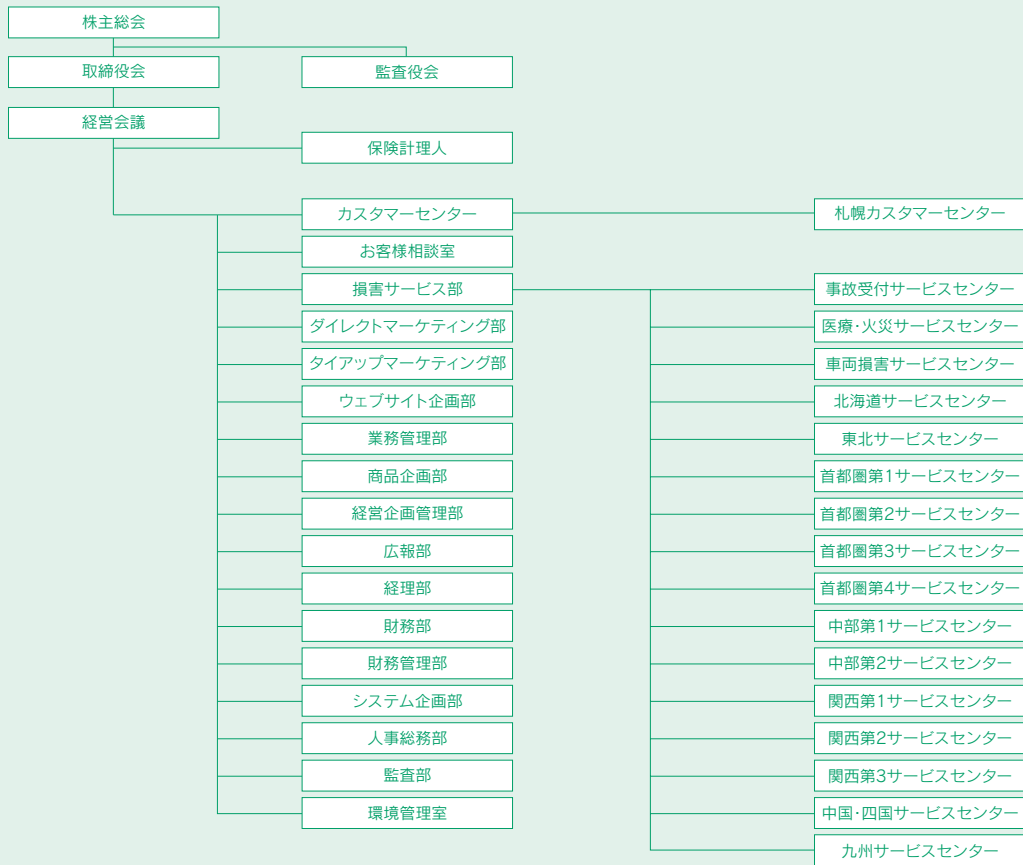 株主総会
取締役会
監査役会
経営会議
保険計理人
カスタマーセンター
札幌カスタマーセンター
お客様相談室
損害サービス部
事故受付サービスセンター
ダイレクトマーケティング部
医療・火災サービスセンター
タイアップマーケティング部
車両損害サービスセンター
ウェブサイト企画部
北海道サービスセンター
業務管理部
東北サービスセンター
商品企画部
首都圏第1サービスセンター
経営企画管理部
首都圏第2サービスセンター
広報部
首都圏第3サービスセンター
経理部
首都圏第4サービスセンター
財務部
中部第1サービスセンター
財務管理部
中部第2サービスセンター
システム企画部
関西第1サービスセンター
人事総務部
関西第2サービスセンター
監査部
関西第3サービスセンター
環境管理室
中国・四国サービスセンター
九州サービスセンター